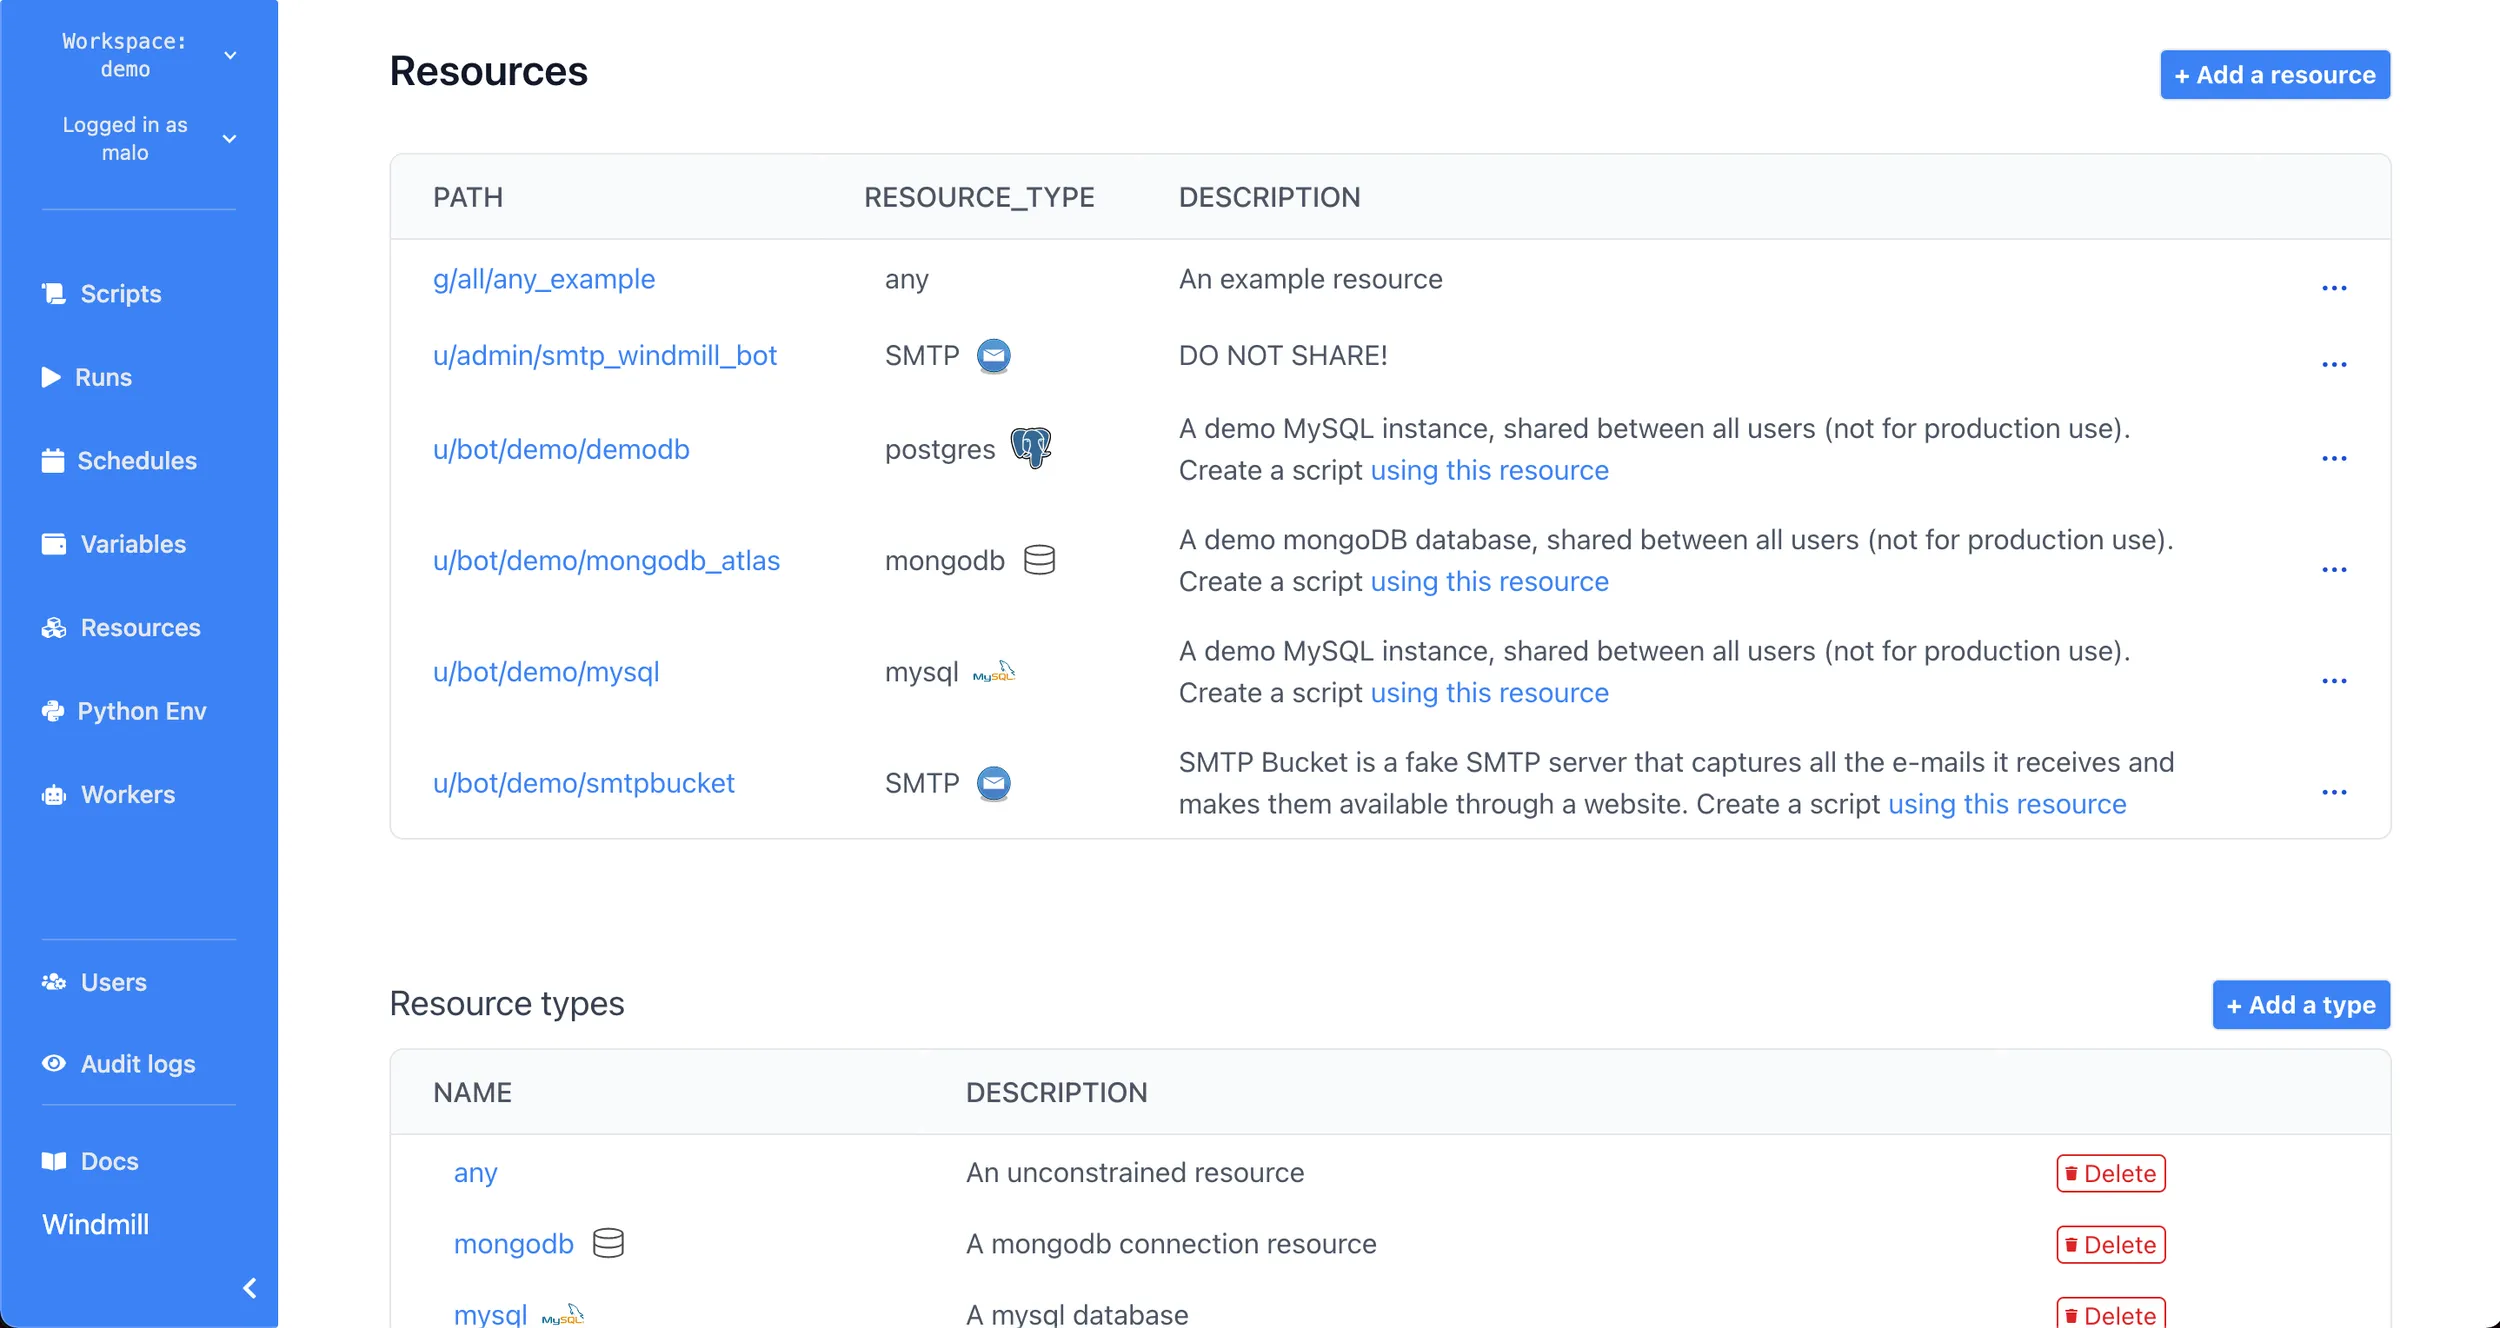 Workspace:
demo
Logged in as
malo
Scripts
Runs
Schedules
Variables
Resources
Python Env
Workers
Users
Audit logs
Docs
Windmill
Resources
+ Add a resource
PATH RESOURCE_TYPE DESCRIPTION
g/all/any_example any An example resource ...
u/admin/smtp_windmill_bot SMTP DO NOT SHARE! ...
u/bot/demo/demodb postgres A demo MySQL instance, shared between all users (not for production use).
Create a script using this resource ...
u/bot/demo/mongodb_atlas mongodb A demo mongoDB database, shared between all users (not for production use).
Create a script using this resource ...
u/bot/demo/mysql mysql MySQL A demo MySQL instance, shared between all users (not for production use).
Create a script using this resource ...
u/bot/demo/smtpbucket SMTP SMTP Bucket is a fake SMTP server that captures all the e-mails it receives and
makes them available through a website. Create a script using this resource ...
Resource types
+ Add a type
NAME DESCRIPTION
any An unconstrained resource Delete
mongodb A mongodb connection resource Delete
mysql MySQL A mysql database Delete